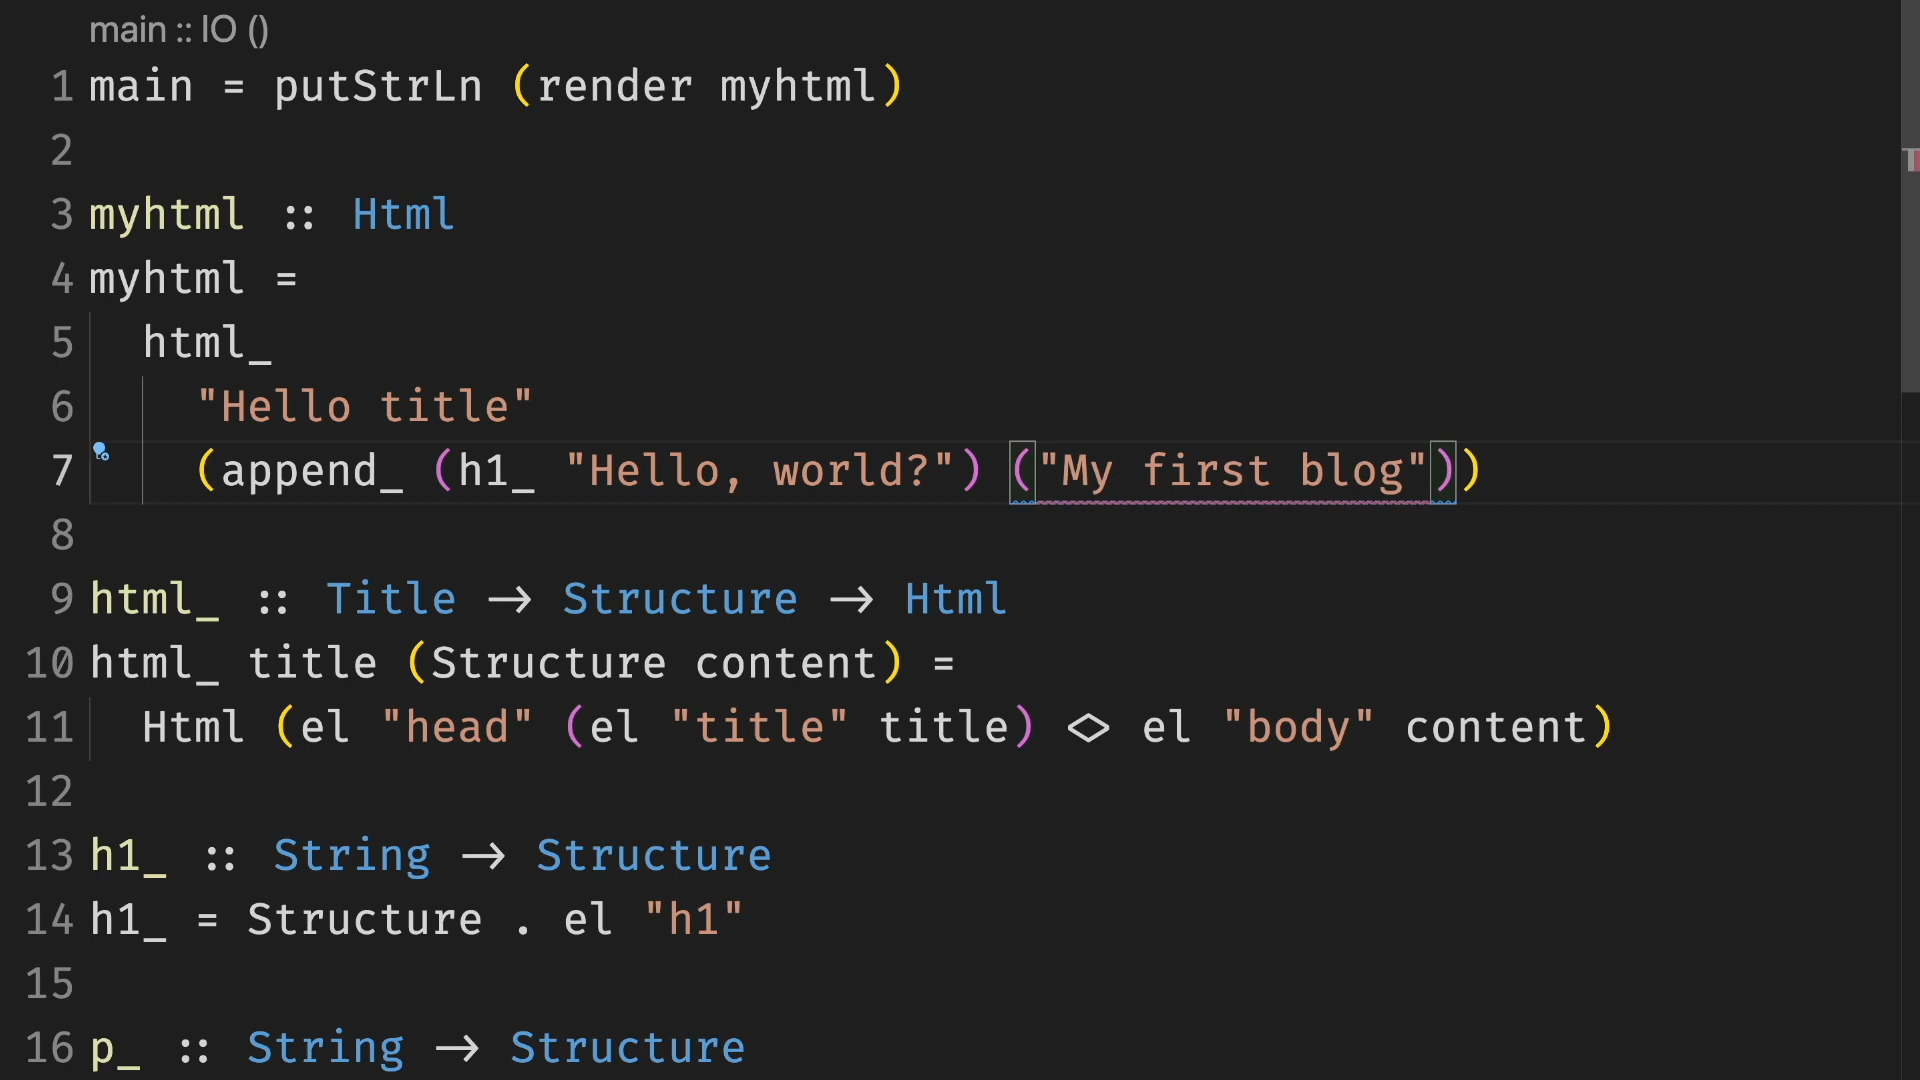 main :: IO ()
1 main = putStrLn (render myhtml)
2
3 myhtml :: Html
4 myhtml =
5 html_
6 "Hello title"
7 (append_ (h1_ "Hello, world?") ("My first blog"))
8
9 html_ :: Title → Structure → Html
10 html_ title (Structure content) =
11 Html (el "head" (el "title" title) <> el "body" content)
12
13 h1_ :: String → Structure
14 h1_ = Structure . el "h1"
15
16 p_ :: String → Structure